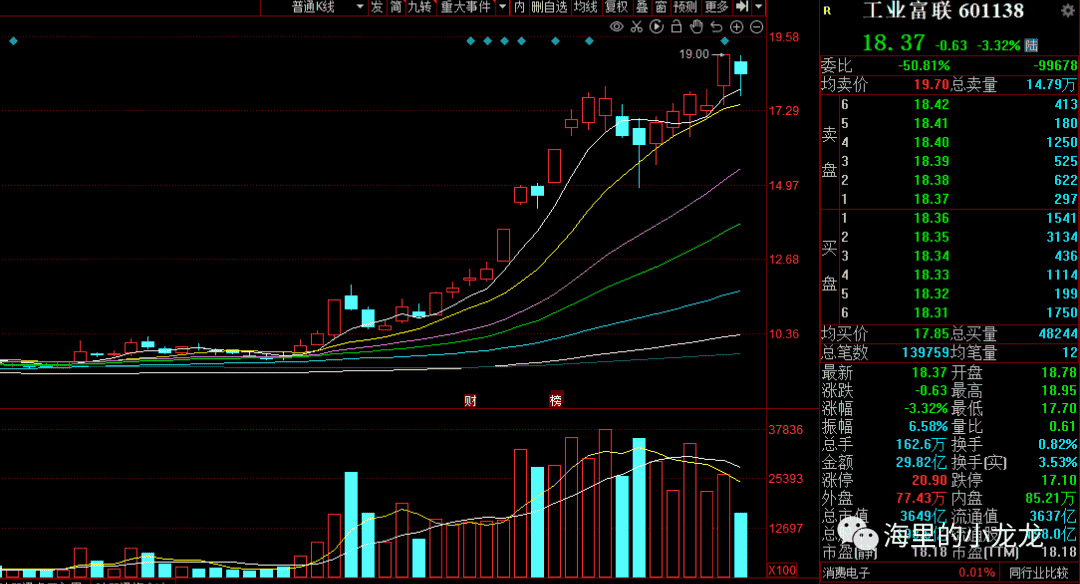 普通K线 发 简 九转 重大事件 内 删自选 均线 复权 叠 窗 预测 更多
19.58
19.00
17.29
14.97
12.68
10.36
财 榜
37836
25393
12697
X100
R 工业富联 601138
18.37 -0.63 -3.32% 陆
委比 -50.81% -99678
均卖价 19.70 总卖量 14.79万
卖盘
6 18.42 413
5 18.41 180
4 18.40 1250
3 18.39 525
2 18.38 622
1 18.37 297
买盘
1 18.36 1541
2 18.35 3134
3 18.34 436
4 18.33 1114
5 18.32 199
6 18.31 1750
均买价 17.85 总买量 48244
总笔数 139759 均笔量 12
最新 18.37 开盘 18.78
涨跌 -0.63 最高 18.95
涨幅 -3.32% 最低 17.70
振幅 6.58% 量比 0.61
总手 162.6万 换手 0.82%
金额 29.82亿 换手(实) 3.53%
涨停 20.90 跌停 17.10
外盘 77.43万 内盘 85.21万
总市值 3649亿 流通值 3637亿
海里的小龙龙
市盈(静) 18.18 市盈(TTM) 18.18
消费电子 0.01% 同行业比较